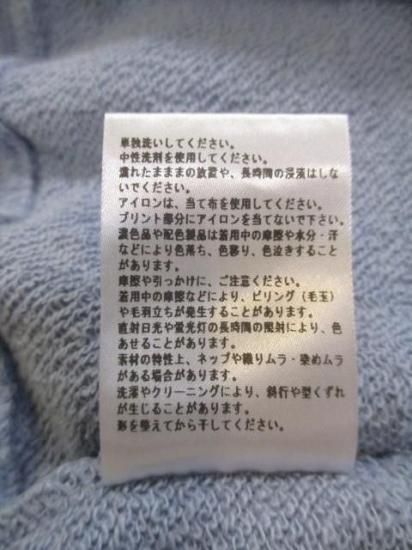 単独洗いしてください。
中性洗剤を使用してください。
濡れたままの放置や、長時間の浸漬はしな
いでください。
アイロンは、当て布を使用してください。
プリント部分にアイロンを当てないで下さい。
濃色品や配色製品は着用中の摩擦や水分・汗
などにより色落ち、色移り、色泣きすること
があります。
摩擦や引っかけに、ご注意ください。
着用中の摩擦などにより、ピリング（毛玉）
や毛羽立ちが発生することがあります。
直射日光や蛍光灯の長時間の照射により、色
あせることがあります。
素材の特性上、ネップや織りムラ・染めムラ
がある場合があります。
洗濯やクリーニングにより、斜行や型くずれ
が生じることがあります。
形を整えてから干してください。